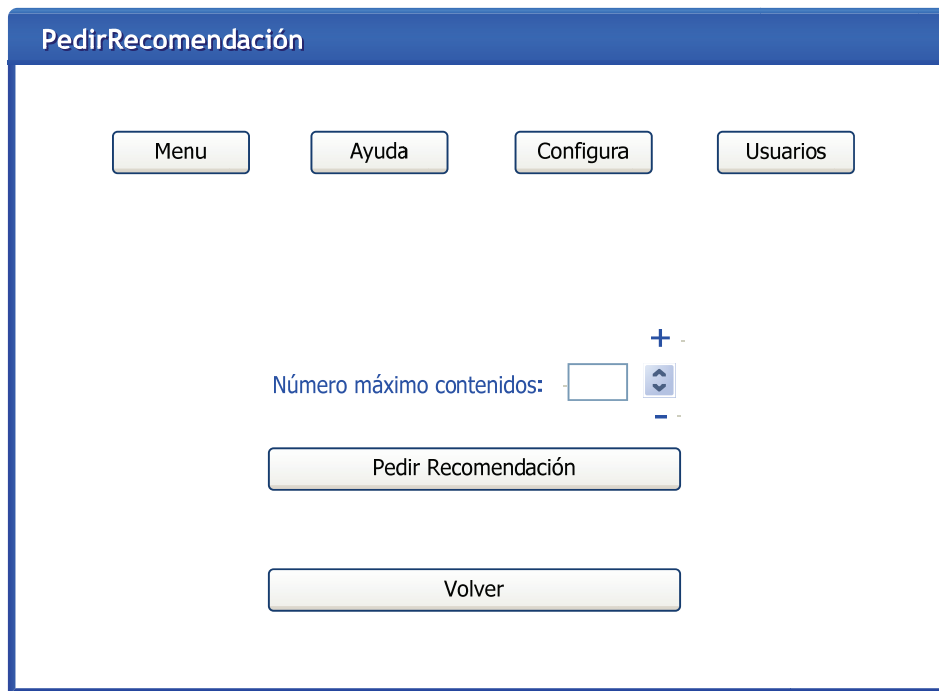 PedirRecomendación
Menu Ayuda Configura Usuarios
+
Número máximo contenidos:
-
Pedir Recomendación
Volver